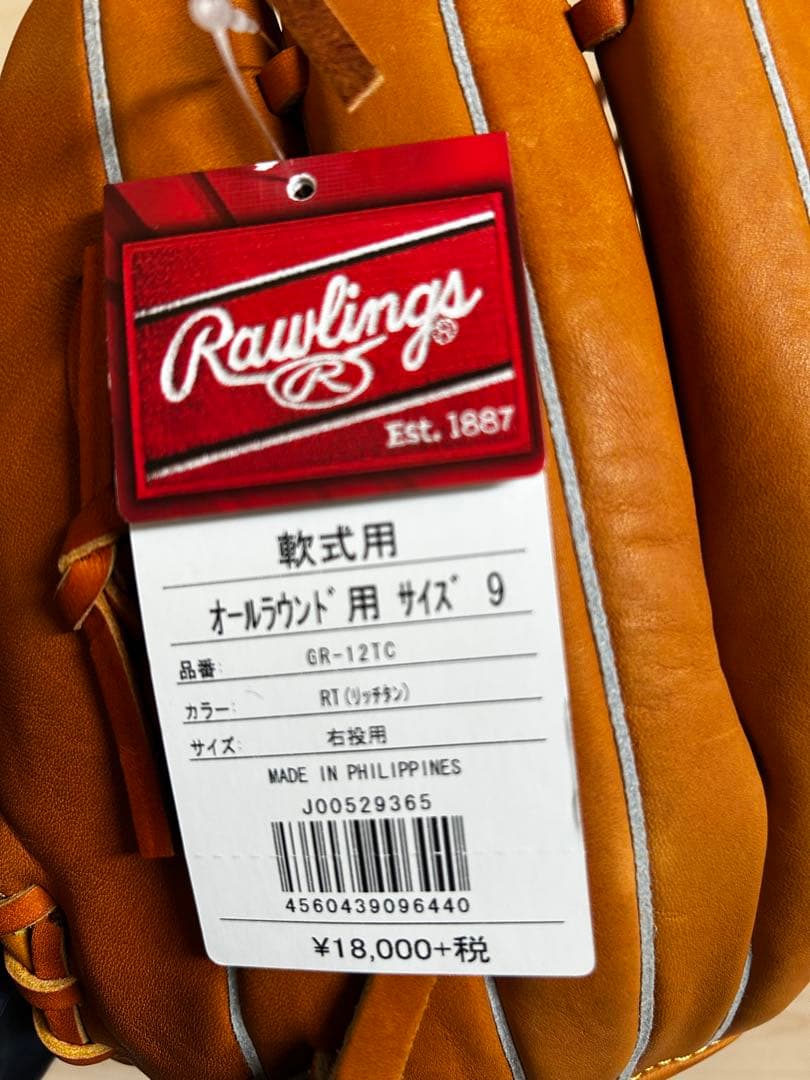 Rawlings
R
Est. 1887
軟式用
オールラウンド用 サイズ 9
品番: GR-12TC
カラー: RT(リッチタン)
サイズ: 右投用
MADE IN PHILIPPINES
J00529365
4560439096440
¥18,000+税